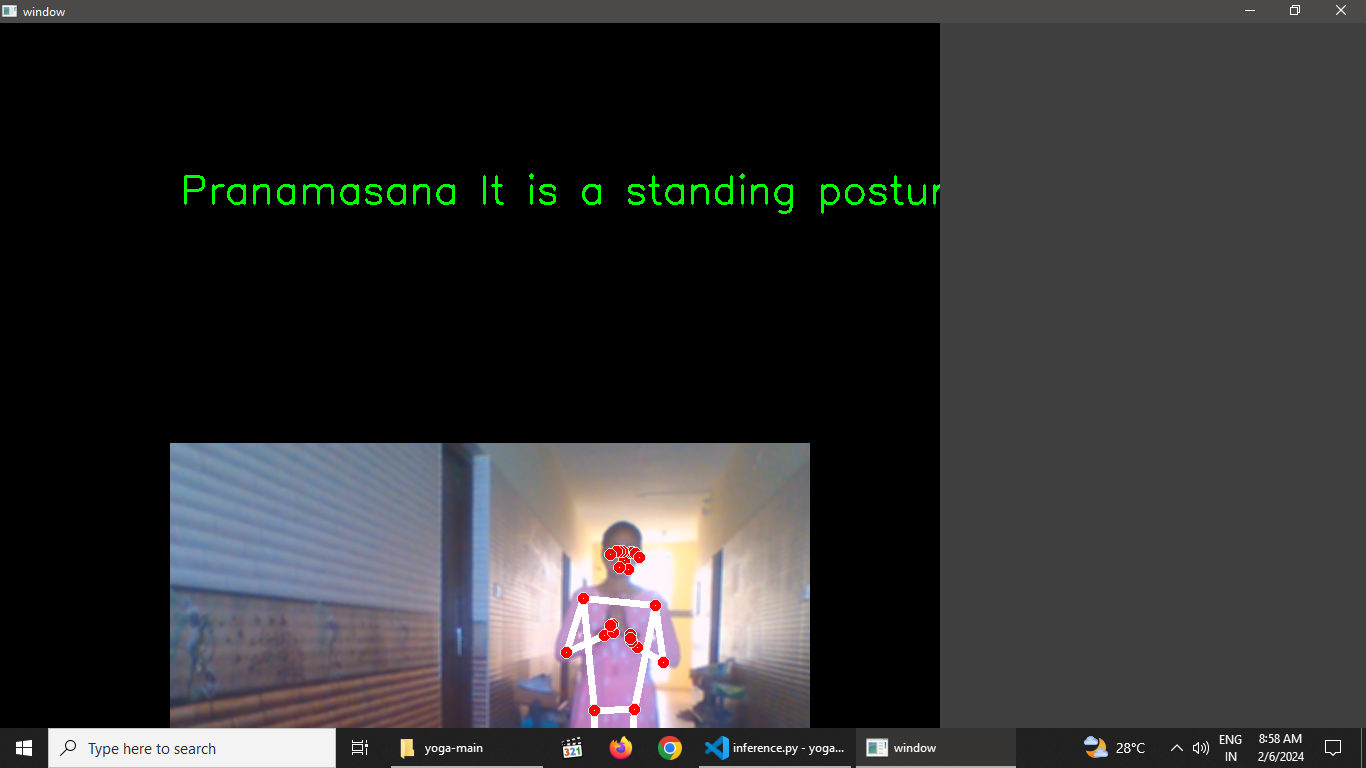 window
Pranamasana It is a standing postur
Type here to search
yoga-main
321
inference.py - yoga...
window
28°C
ENG
IN
8:58 AM
2/6/2024